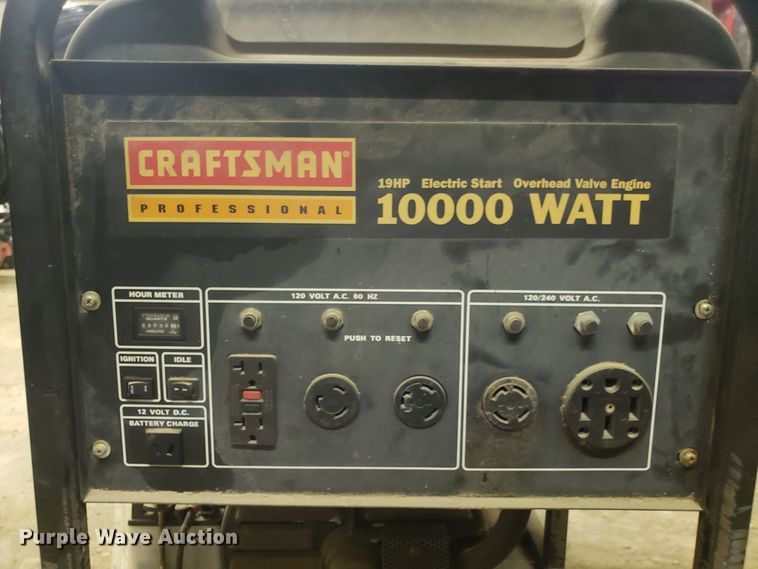 CRAFTSMAN®
PROFESSIONAL
19HP Electric Start Overhead Valve Engine
10000 WATT
HOUR METER
QUARTZ
120 VOLT A.C. 60 HZ
120/240 VOLT A.C.
PUSH TO RESET
IGNITION
IDLE
12 VOLT D.C.
BATTERY CHARGE
Purple Wave Auction